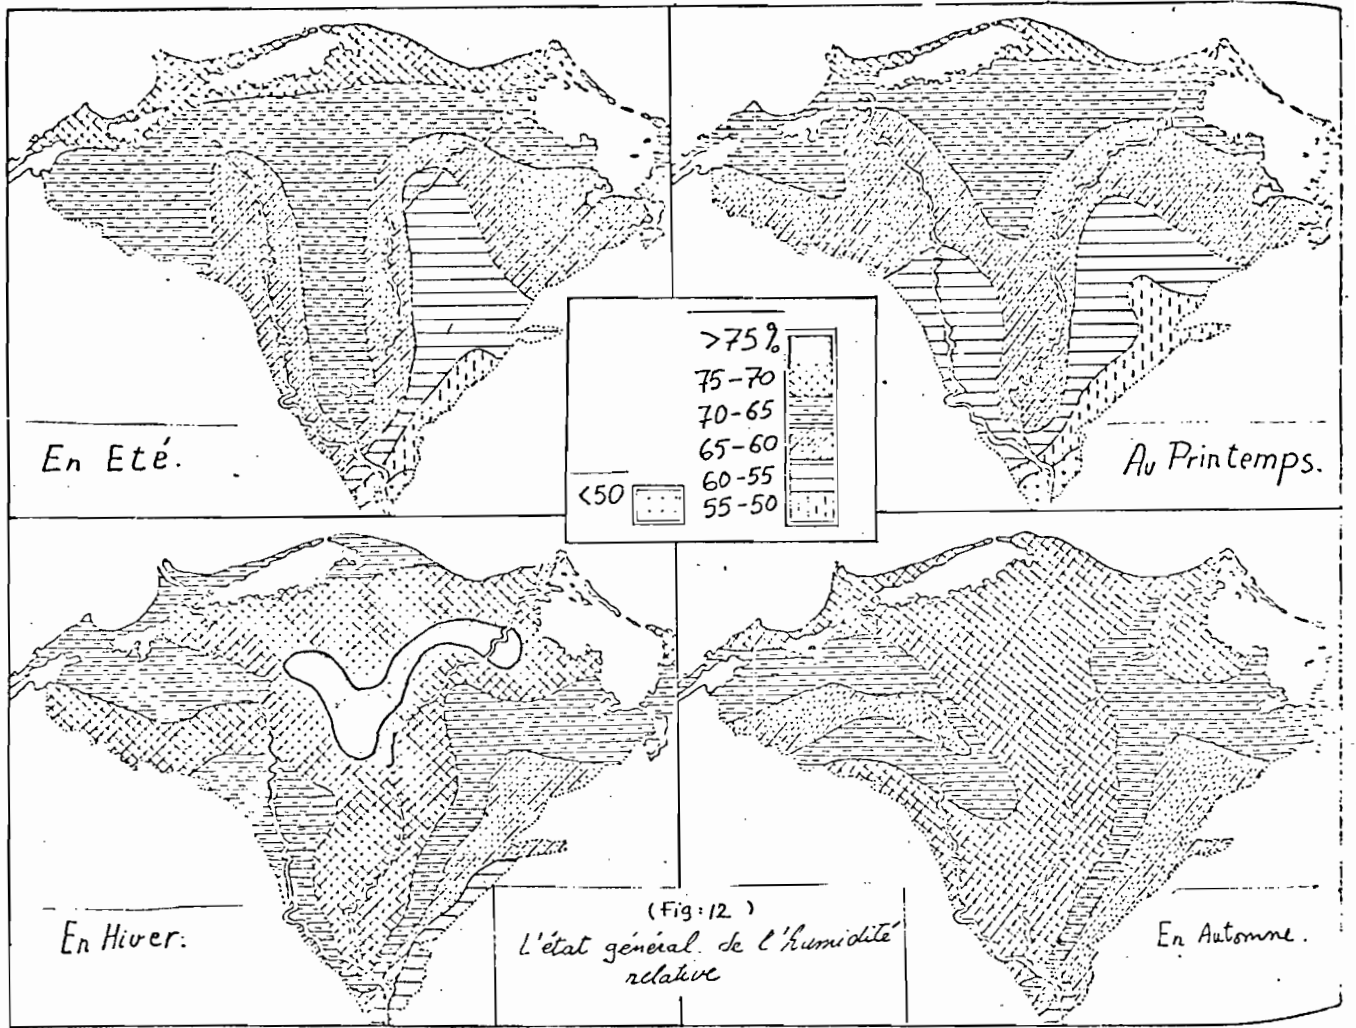 En Eté.
Au Printemps.
>75%
75-70
70-65
65-60
60-55
55-50
<50
En Hiver.
(Fig:12)
L'état général de l'humidité
relative
En Automne.